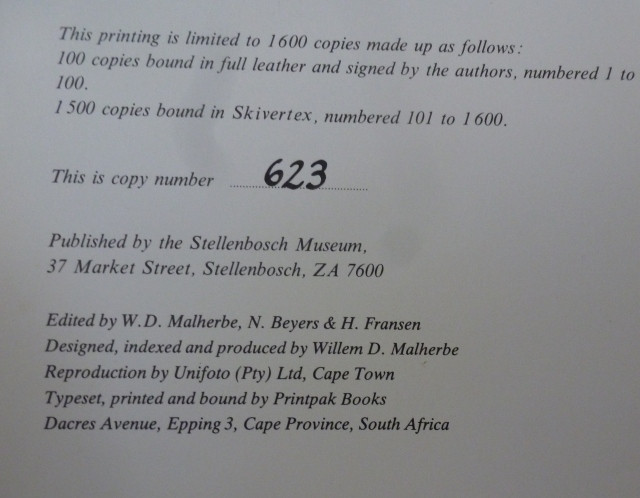 This printing is limited to 1600 copies made up as follows:
100 copies bound in full leather and signed by the authors, numbered 1 to
100.
1500 copies bound in Skivertex, numbered 101 to 1600.
This is copy number 623
Published by the Stellenbosch Museum,
37 Market Street, Stellenbosch, ZA 7600
Edited by W.D. Malherbe, N. Beyers & H. Fransen
Designed, indexed and produced by Willem D. Malherbe
Reproduction by Unifoto (Pty) Ltd, Cape Town
Typeset, printed and bound by Printpak Books
Dacres Avenue, Epping 3, Cape Province, South Africa